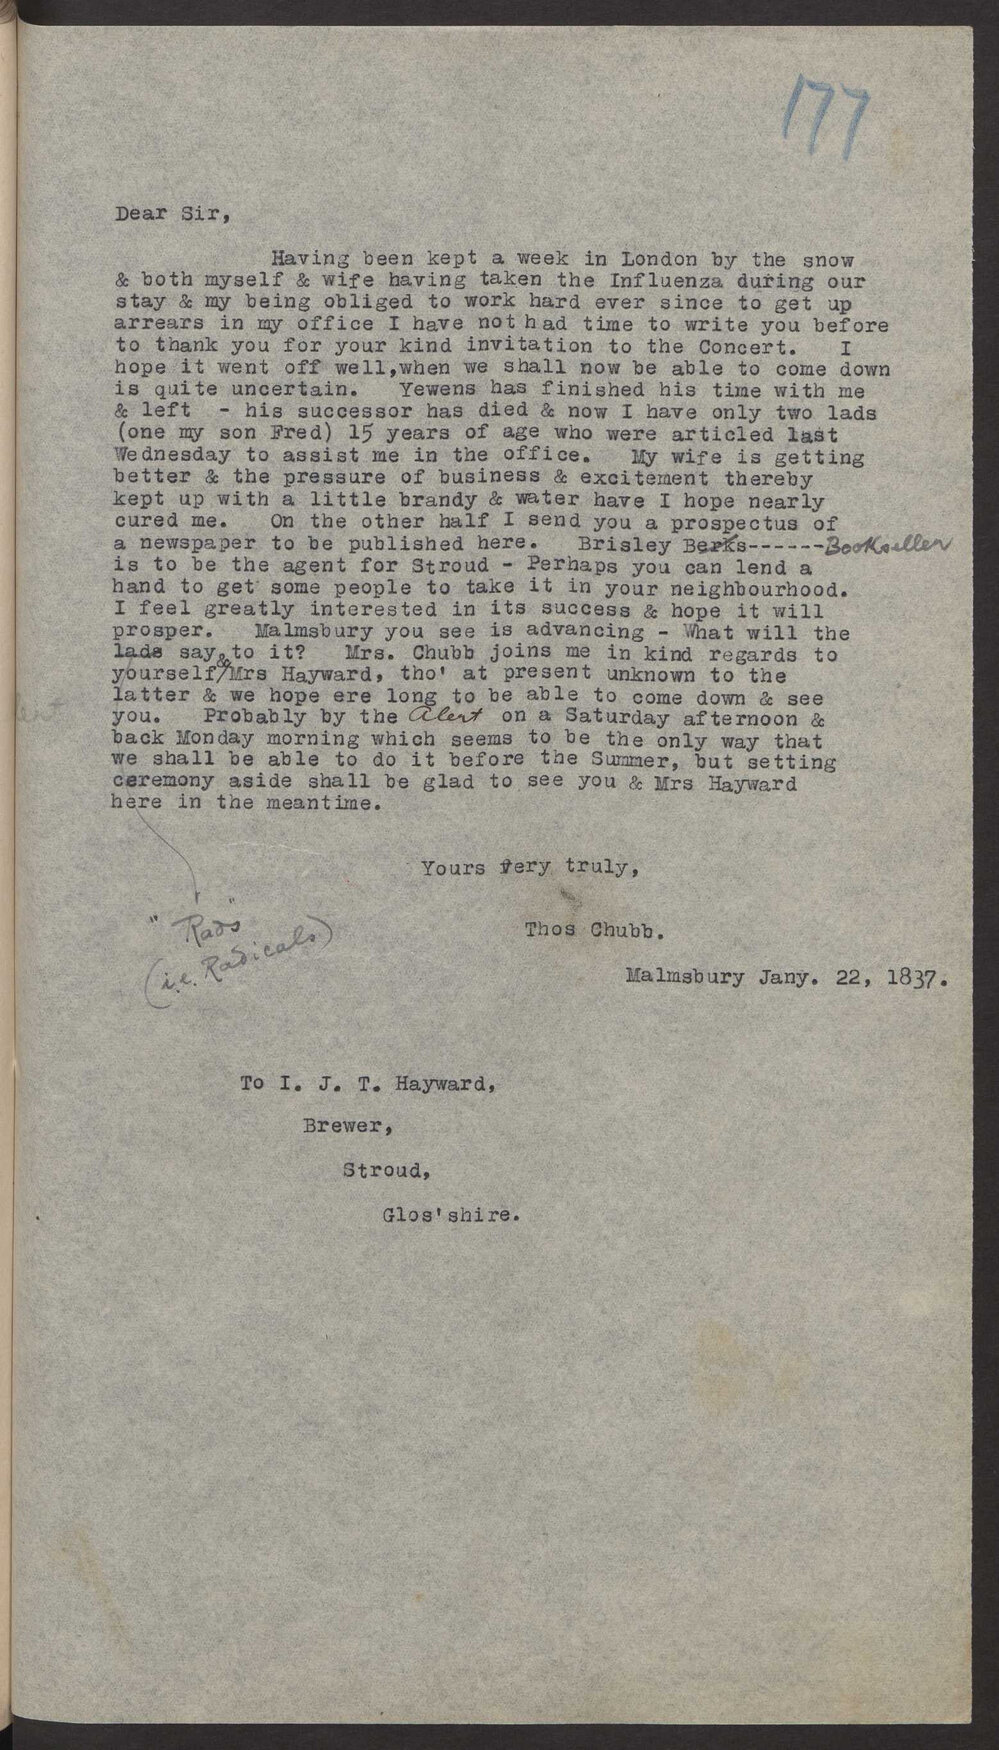 177
Dear Sir,
Having been kept a week in London by the snow
& both myself & wife having taken the Influenza during our
stay & my being obliged to work hard ever since to get up
arrears in my office I have not had time to write you before
to thank you for your kind invitation to the Concert. I
hope it went off well,when we shall now be able to come down
is quite uncertain. Yewens has finished his time with me
& left - his successor has died & now I have only two lads
(one my son Fred) 15 years of age who were articled last
Wednesday to assist me in the office. My wife is getting
better & the pressure of business & excitement thereby
kept up with a little brandy & water have I hope nearly
cured me. On the other half I send you a prospectus of
a newspaper to be published here. Brisley Berks------Bookseller
is to be the agent for Stroud - Perhaps you can lend a
hand to get some people to take it in your neighbourhood.
I feel greatly interested in its success & hope it will
prosper. Malmsbury you see is advancing - What will the
lads say to it? Mrs. Chubb joins me in kind regards to
yourself/& Mrs Hayward, tho' at present unknown to the
latter & we hope ere long to be able to come down & see
you. Probably by the Alert on a Saturday afternoon &
back Monday morning which seems to be the only way that
we shall be able to do it before the Summer, but setting
ceremony aside shall be glad to see you & Mrs Hayward
here in the meantime.
Yours very truly,
"Rads"
(i.e. Radicals)
Thos Chubb.
Malmsbury Jany. 22, 1837.
To I. J. T. Hayward,
Brewer,
Stroud,
Glos'shire.